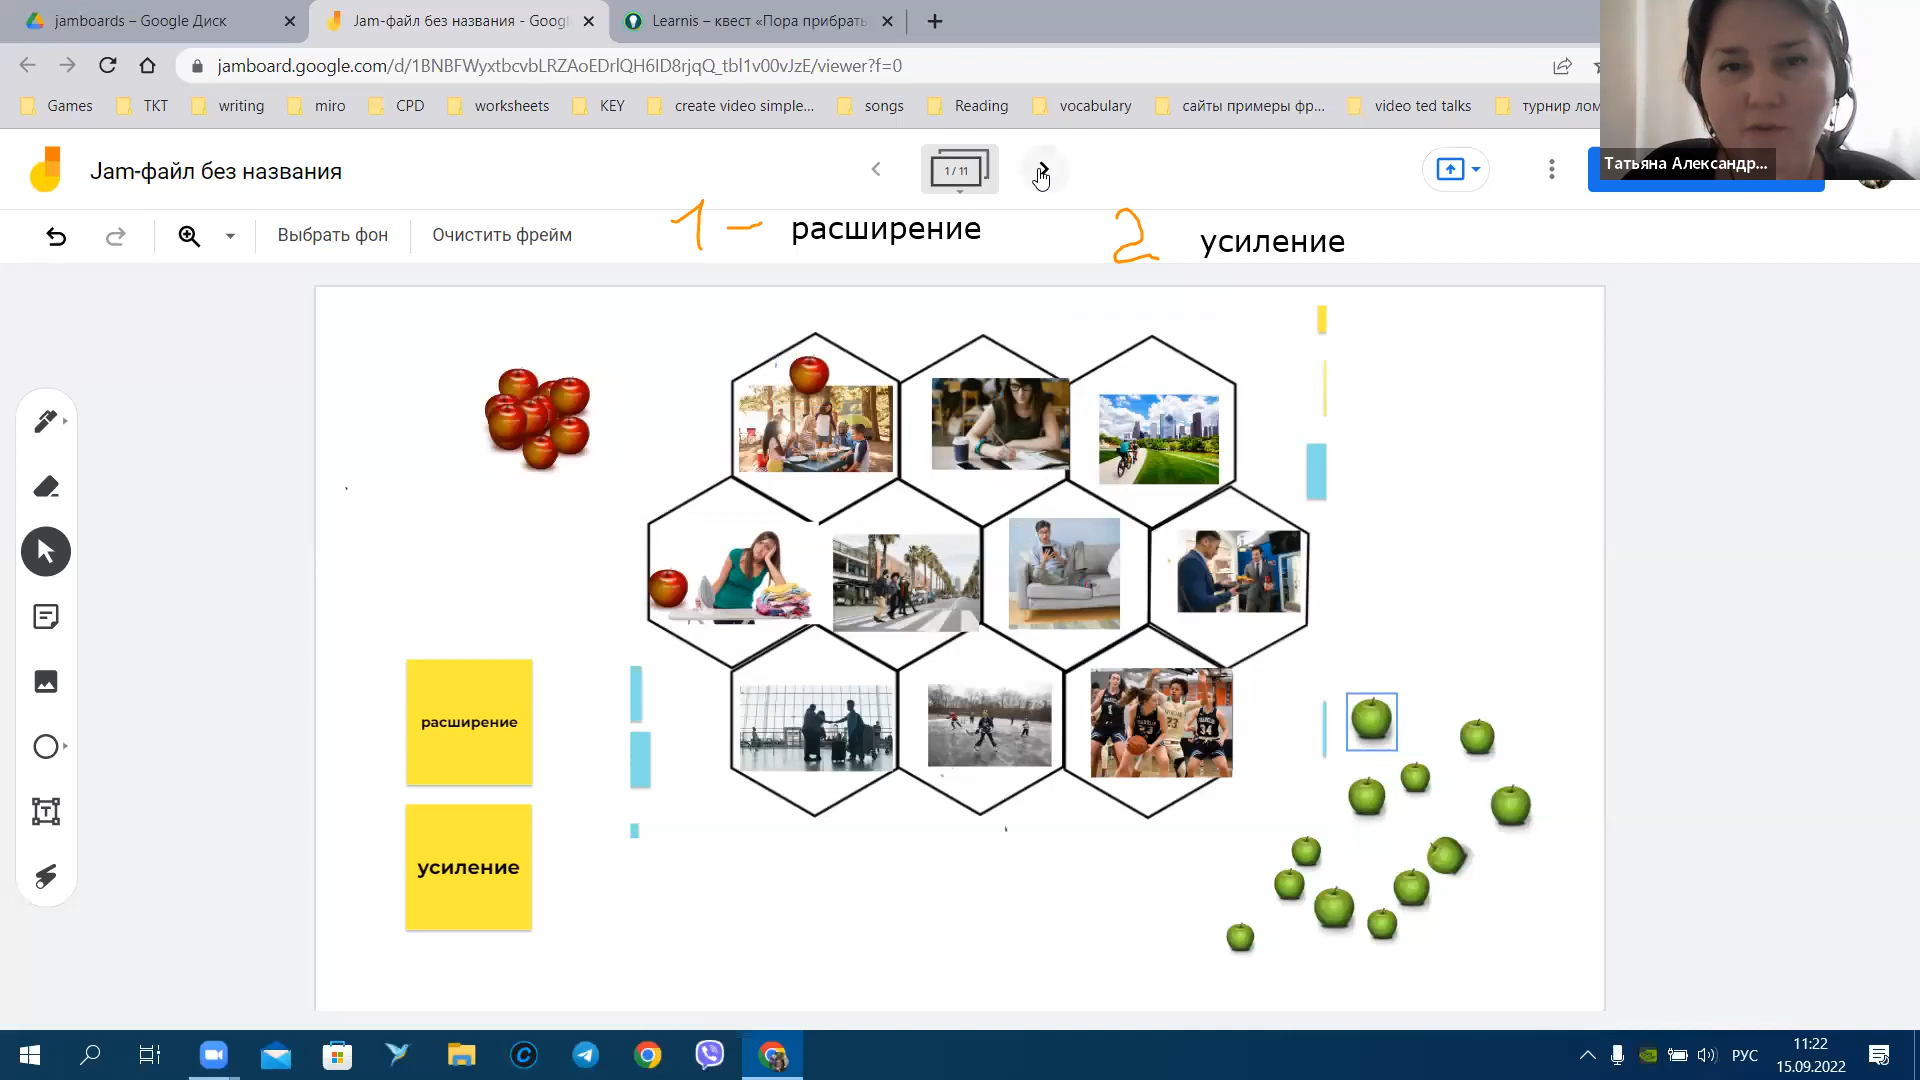 jamboards – Google Диск
Jam-файл без названия - Goog
Learnis – квест «Пора прибрать
jamboard.google.com/d/1BNBFWyxtbcvbLRZAoEDrlQH6ID8rjqQ_tbl1v00vJzE/viewer?f=0
Games
TKT
writing
miro
CPD
worksheets
KEY
create video simple...
songs
Reading
vocabulary
сайты примеры фр...
video ted talks
турнир лом
Татьяна Александр...
Jam-файл без названия
1 / 11
Выбрать фон
Очистить фрейм
1 – расширение
2 усиление
расширение
усиление
РУС
11:22
15.09.2022